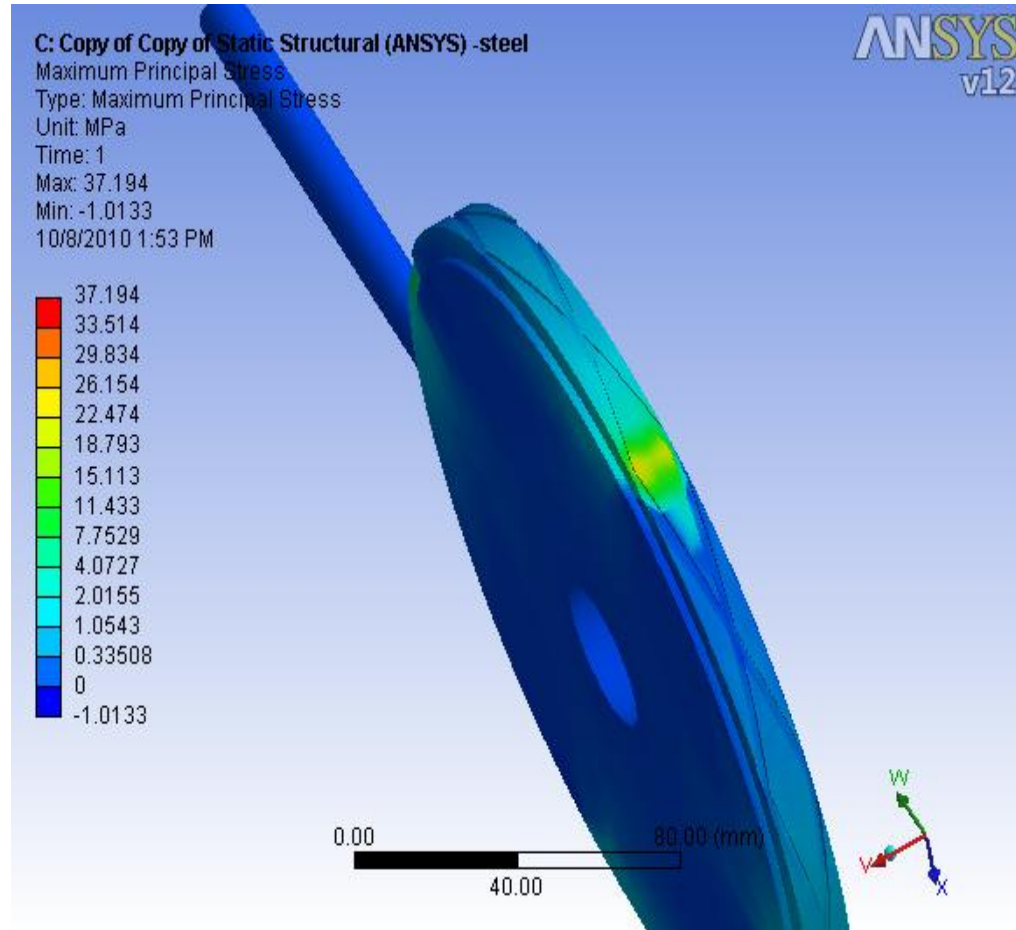 C: Copy of Copy of Static Structural (ANSYS) -steel
Maximum Principal Stress
Type: Maximum Principal Stress
Unit: MPa
Time: 1
Max: 37.194
Min: -1.0133
10/8/2010 1:53 PM
ANSYS
v12
37.194
33.514
29.834
26.154
22.474
18.793
15.113
11.433
7.7529
4.0727
2.0155
1.0543
0.33508
0
-1.0133
0.00
80.00 (mm)
40.00
W
V
X